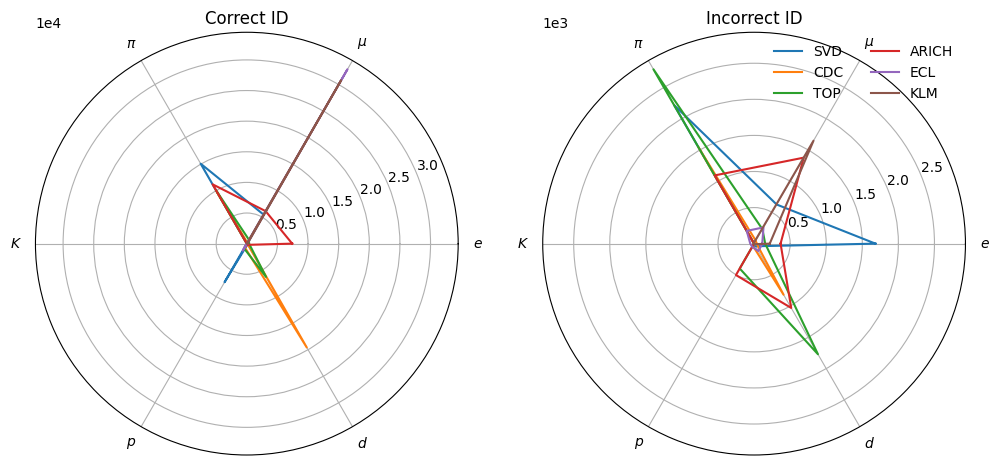 Correct ID
1e4
e
μ
π
K
p
d
0.5
1.0
1.5
2.0
2.5
3.0
Incorrect ID
1e3
e
μ
π
K
p
d
0.5
1.0
1.5
2.0
2.5
SVD
CDC
TOP
ARICH
ECL
KLM